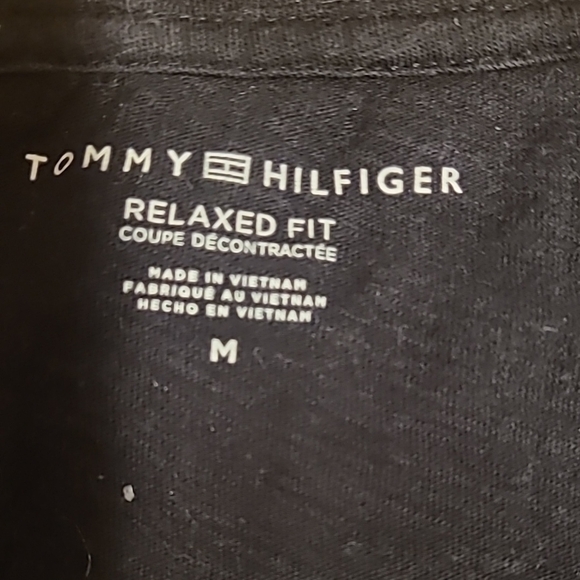 TOMMY HILFIGER
RELAXED FIT
COUPE DÉCONTRACTÉE
MADE IN VIETNAM
FABRIQUÉ AU VIETNAM
HECHO EN VIETNAM
M